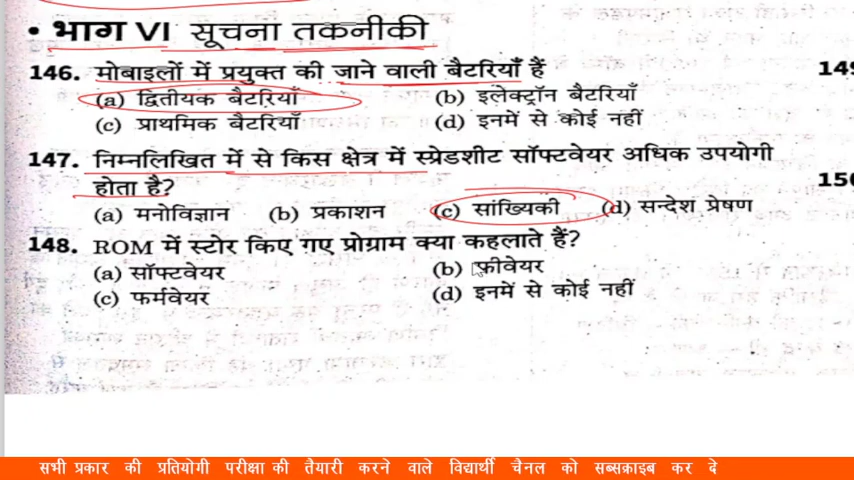 • भाग VI सूचना तकनीकी
146. मोबाइलों में प्रयुक्त की जाने वाली बैटरियाँ हैं
(a) द्वितीयक बैटरियाँ (b) इलेक्ट्रॉन बैटरियाँ
(c) प्राथमिक बैटरियाँ (d) इनमें से कोई नहीं
147. निम्नलिखित में से किस क्षेत्र में स्प्रेडशीट सॉफ्टवेयर अधिक उपयोगी
होता है?
(a) मनोविज्ञान (b) प्रकाशन (c) सांख्यिकी (d) सन्देश प्रेषण
148. ROM में स्टोर किए गए प्रोग्राम क्या कहलाते हैं?
(a) सॉफ्टवेयर (b) फ्रीवेयर
(c) फर्मवेयर (d) इनमें से कोई नहीं
149
150
सभी प्रकार की प्रतियोगी परीक्षा की तैयारी करने वाले विद्यार्थी चैनल को सब्सक्राइब कर दे